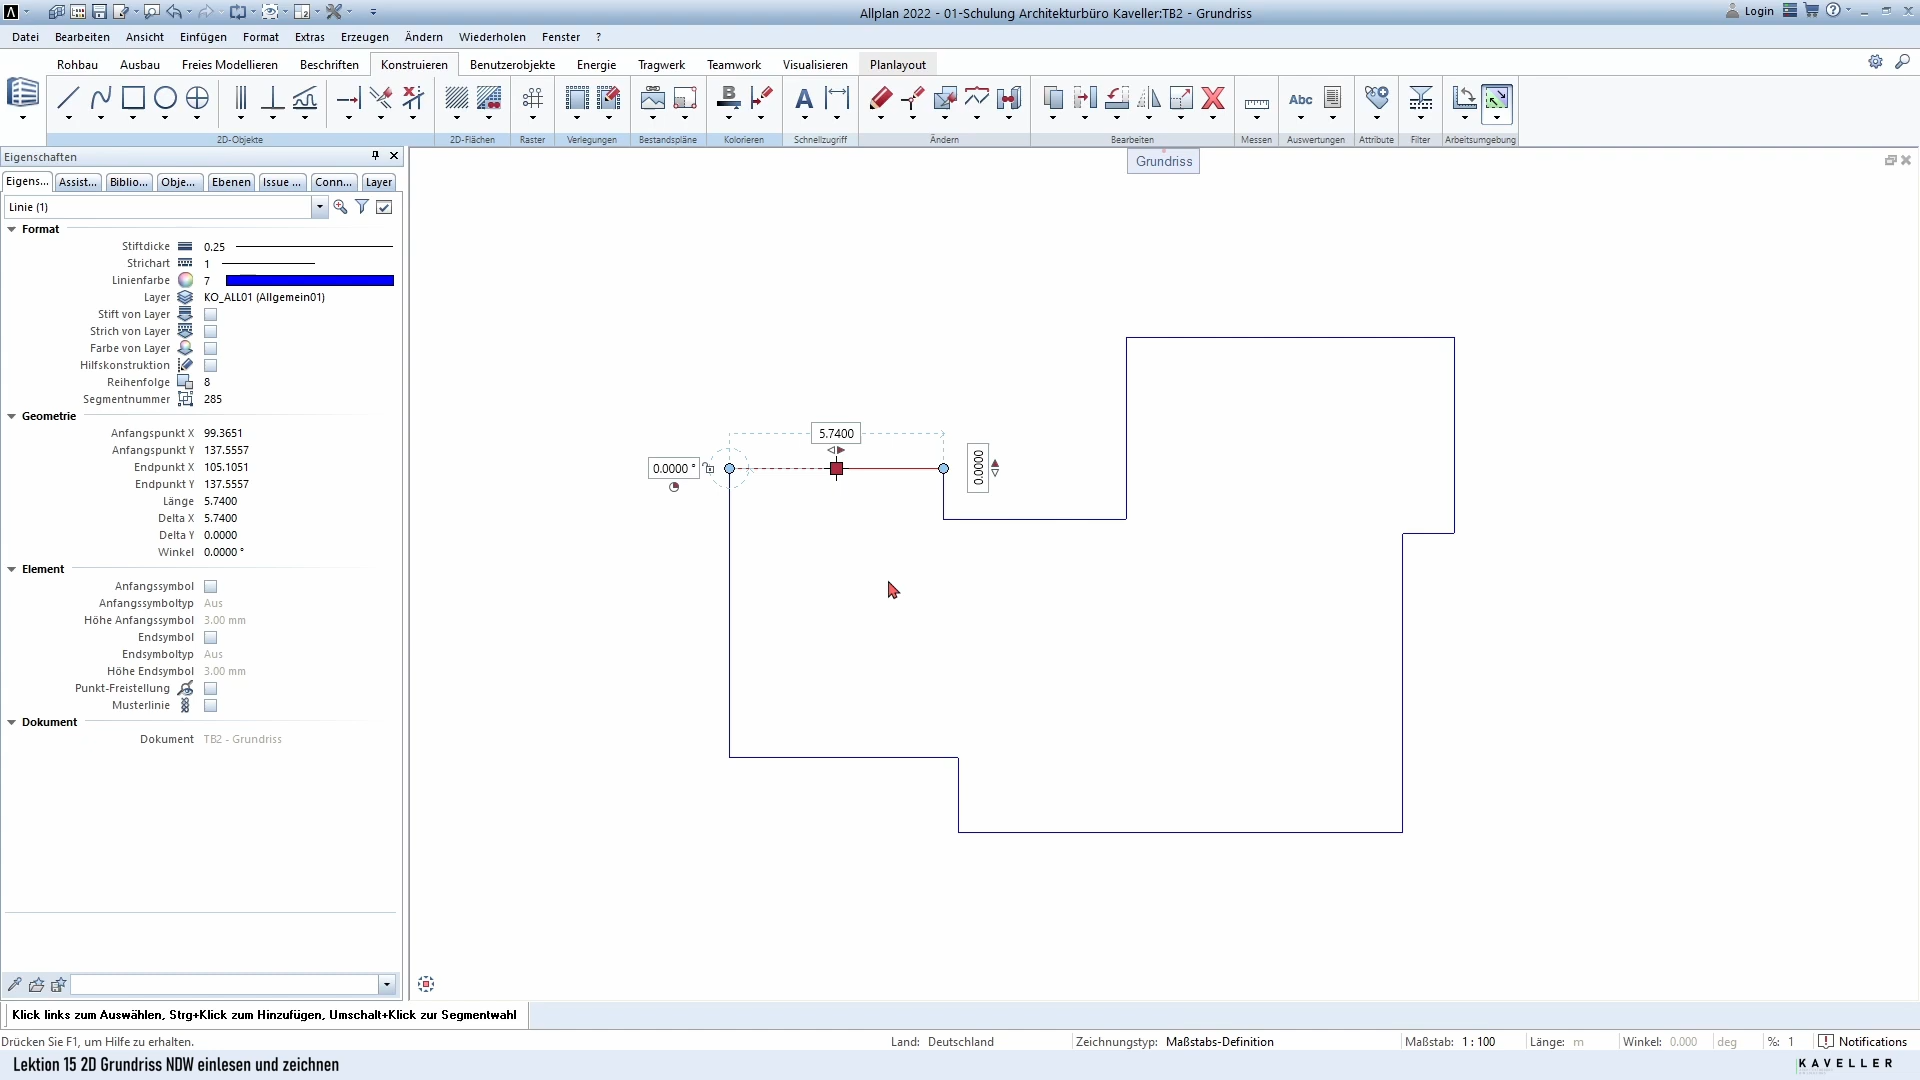 Allplan 2022 - 01-Schulung Architekturbüro Kaveller:TB2 - Grundriss
Login
Datei Bearbeiten Ansicht Einfügen Format Extras Erzeugen Ändern Wiederholen Fenster ?
Rohbau Ausbau Freies Modellieren Beschriften Konstruieren Benutzerobjekte Energie Tragwerk Teamwork Visualisieren Planlayout
Abc
2D-Objekte 2D-Flächen Raster Verlegungen Bestandspläne Kolorieren Schnellzugriff Ändern Bearbeiten Messen Auswertungen Attribute Filter Arbeitsumgebung
Eigenschaften
Grundriss
Eigens... Assist... Biblio... Obje... Ebenen Issue ... Conn... Layer
Linie (1)
Format
Stiftdicke 0.25
Strichart 1
Linienfarbe 7
Layer KO_ALL01 (Allgemein01)
Stift von Layer
Strich von Layer
Farbe von Layer
Hilfskonstruktion
Reihenfolge 8
Segmentnummer 285
Geometrie
Anfangspunkt X 99.3651
Anfangspunkt Y 137.5557
Endpunkt X 105.1051
Endpunkt Y 137.5557
Länge 5.7400
Delta X 5.7400
Delta Y 0.0000
Winkel 0.0000 °
Element
Anfangssymbol
Anfangssymboltyp Aus
Höhe Anfangssymbol 3.00 mm
Endsymbol
Endsymboltyp Aus
Höhe Endsymbol 3.00 mm
Punkt-Freistellung
Musterlinie
Dokument
Dokument TB2 - Grundriss
5.7400
0.0000 °
0.0000
Klick links zum Auswählen, Strg+Klick zum Hinzufügen, Umschalt+Klick zur Segmentwahl
Drücken Sie F1, um Hilfe zu erhalten.
Land: Deutschland
Zeichnungstyp: Maßstabs-Definition
Maßstab: 1 : 100
Länge: m
Winkel: 0.000 deg
%: 1
Notifications
Lektion 15 2D Grundriss NDW einlesen und zeichnen
KAVELLER